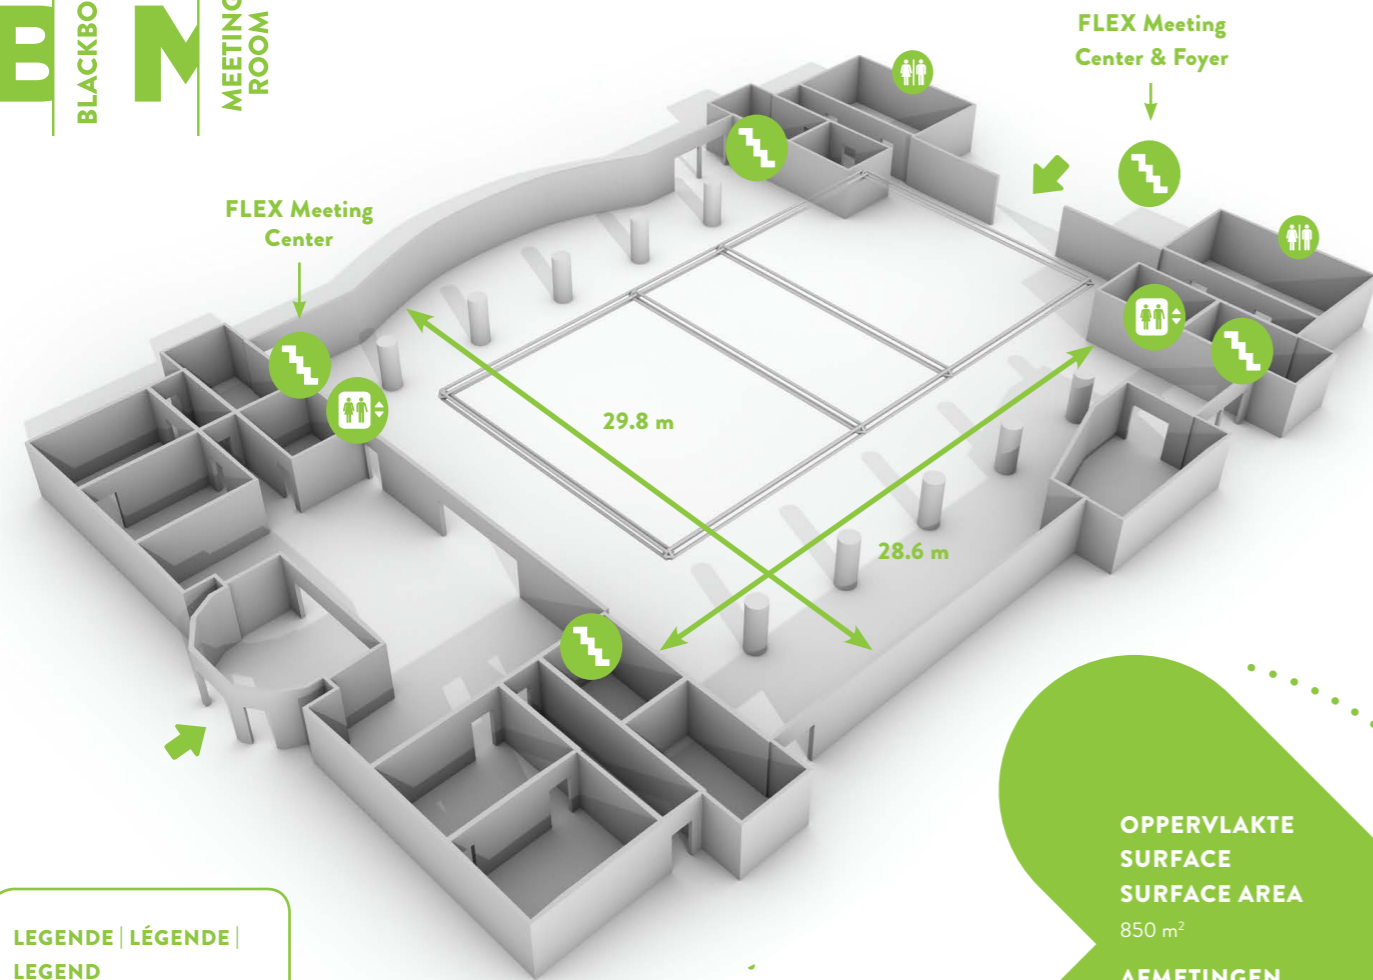 B
M
MEETING
ROOM
FLEX Meeting
Center & Foyer
FLEX Meeting
Center
29.8 m
28.6 m
OPPERVLAKTE
SURFACE
SURFACE AREA
850 m²
AFMETINGEN
LEGENDE | LÉGENDE |
LEGEND